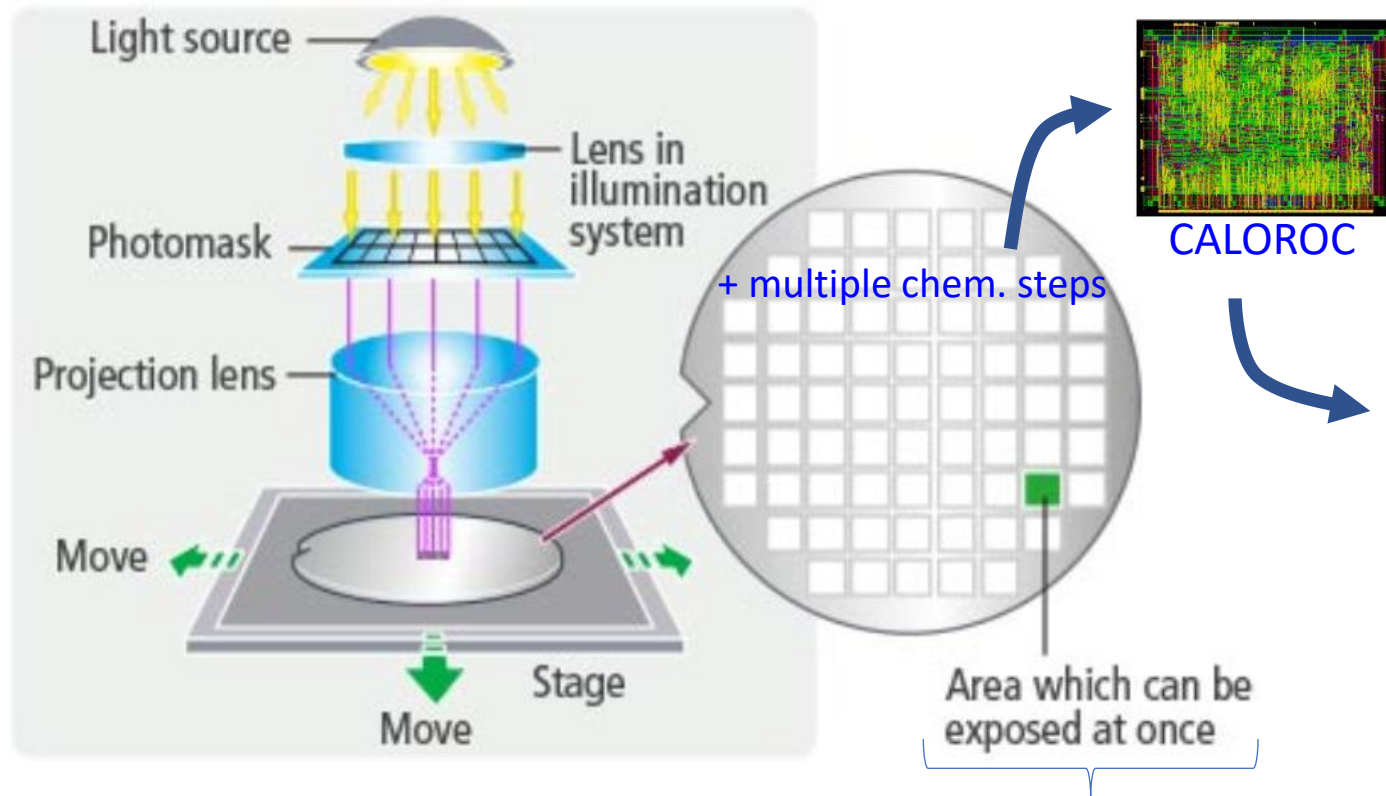 Light source
Lens in
illumination
system
Photomask
CALOROC
+ multiple chem. steps
Projection lens
Move
Stage
Move
Area which can be
exposed at once